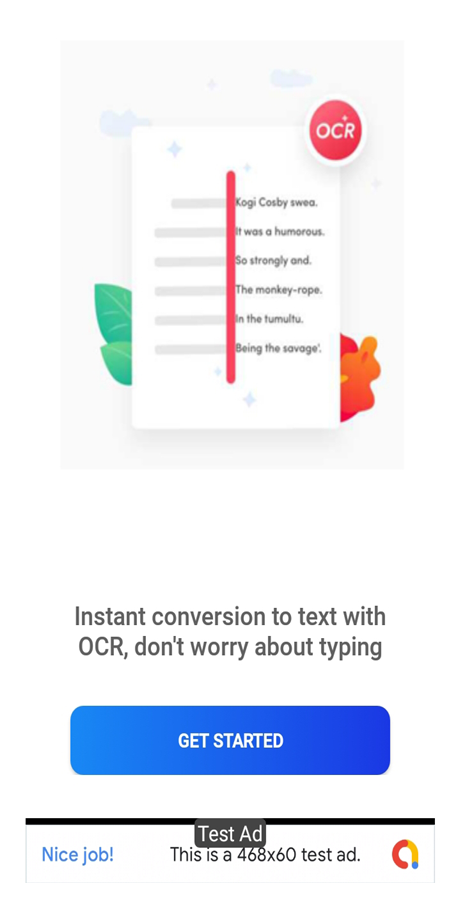 OCR
Kogi Cosby swea.
It was a humorous.
So strongly and.
The monkey-rope.
In the tumultu.
Being the savage'.
Instant conversion to text with
OCR, don't worry about typing
GET STARTED
Test Ad
Nice job! This is a 468x60 test ad.